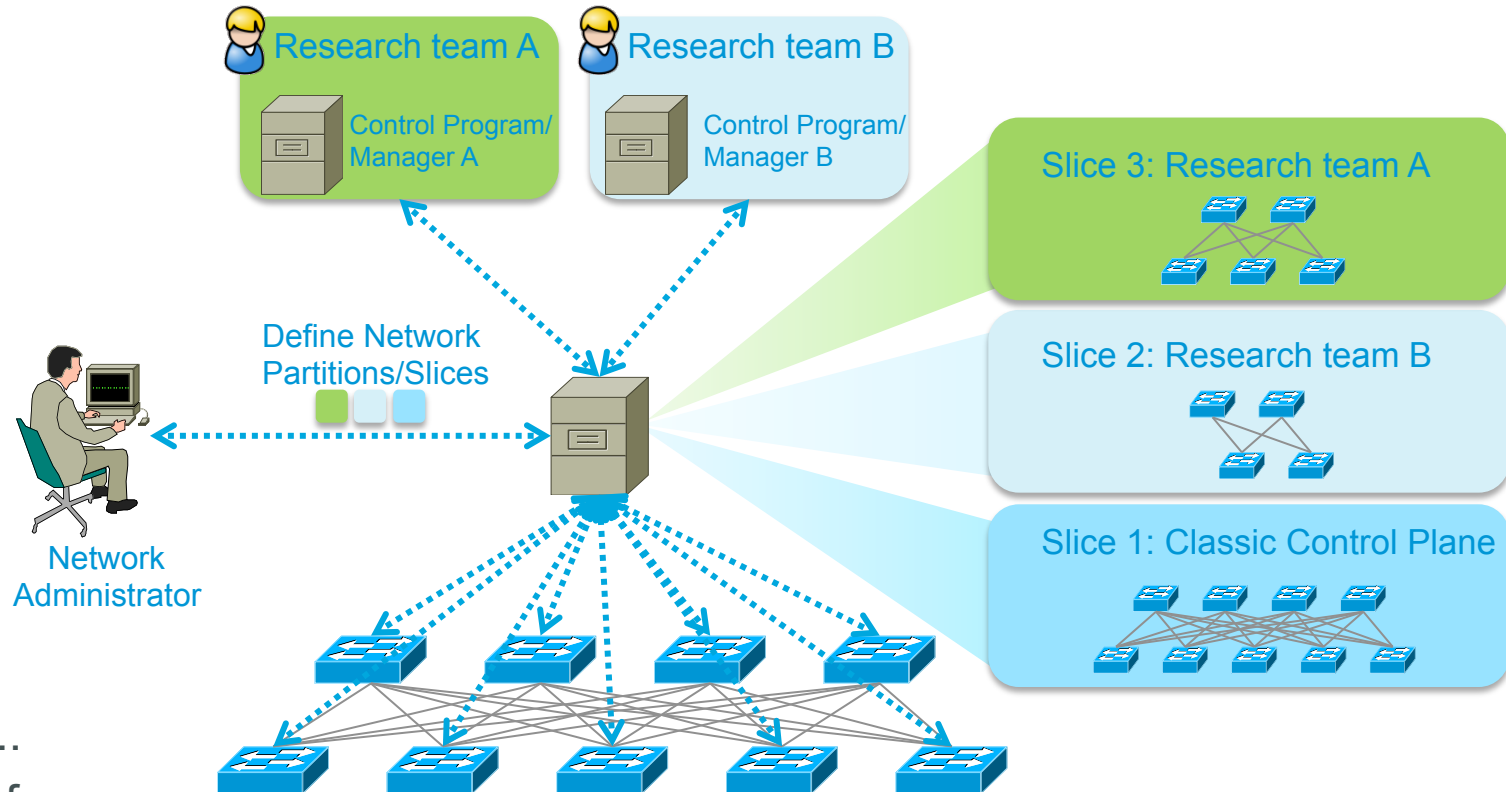 Research team A
Control Program/
Manager A
Research team B
Control Program/
Manager B
Define Network
Partitions/Slices
Network
Administrator
Slice 3: Research team A
Slice 2: Research team B
Slice 1: Classic Control Plane